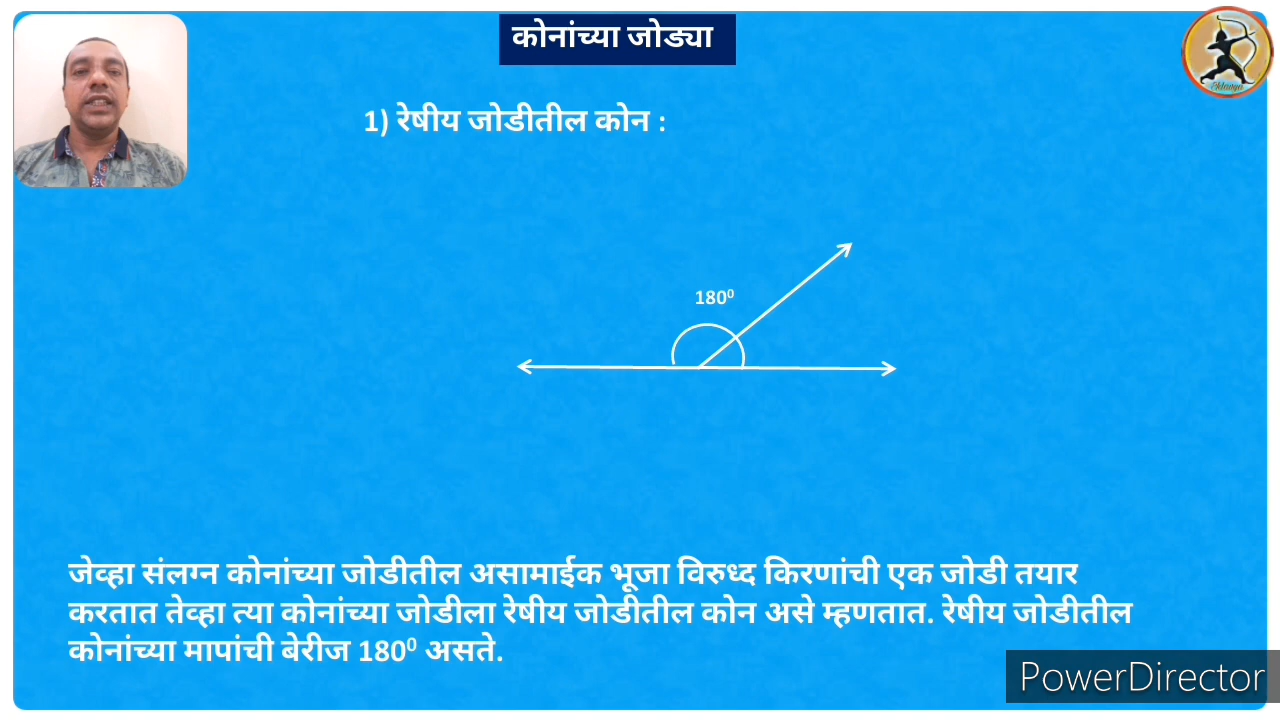 कोनांच्या जोड्या
1) रेषीय जोडीतील कोन :
180⁰
जेव्हा संलग्न कोनांच्या जोडीतील असामाईक भूजा विरुध्द किरणांची एक जोडी तयार
करतात तेव्हा त्या कोनांच्या जोडीला रेषीय जोडीतील कोन असे म्हणतात. रेषीय जोडीतील
कोनांच्या मापांची बेरीज 180⁰ असते.
PowerDirector